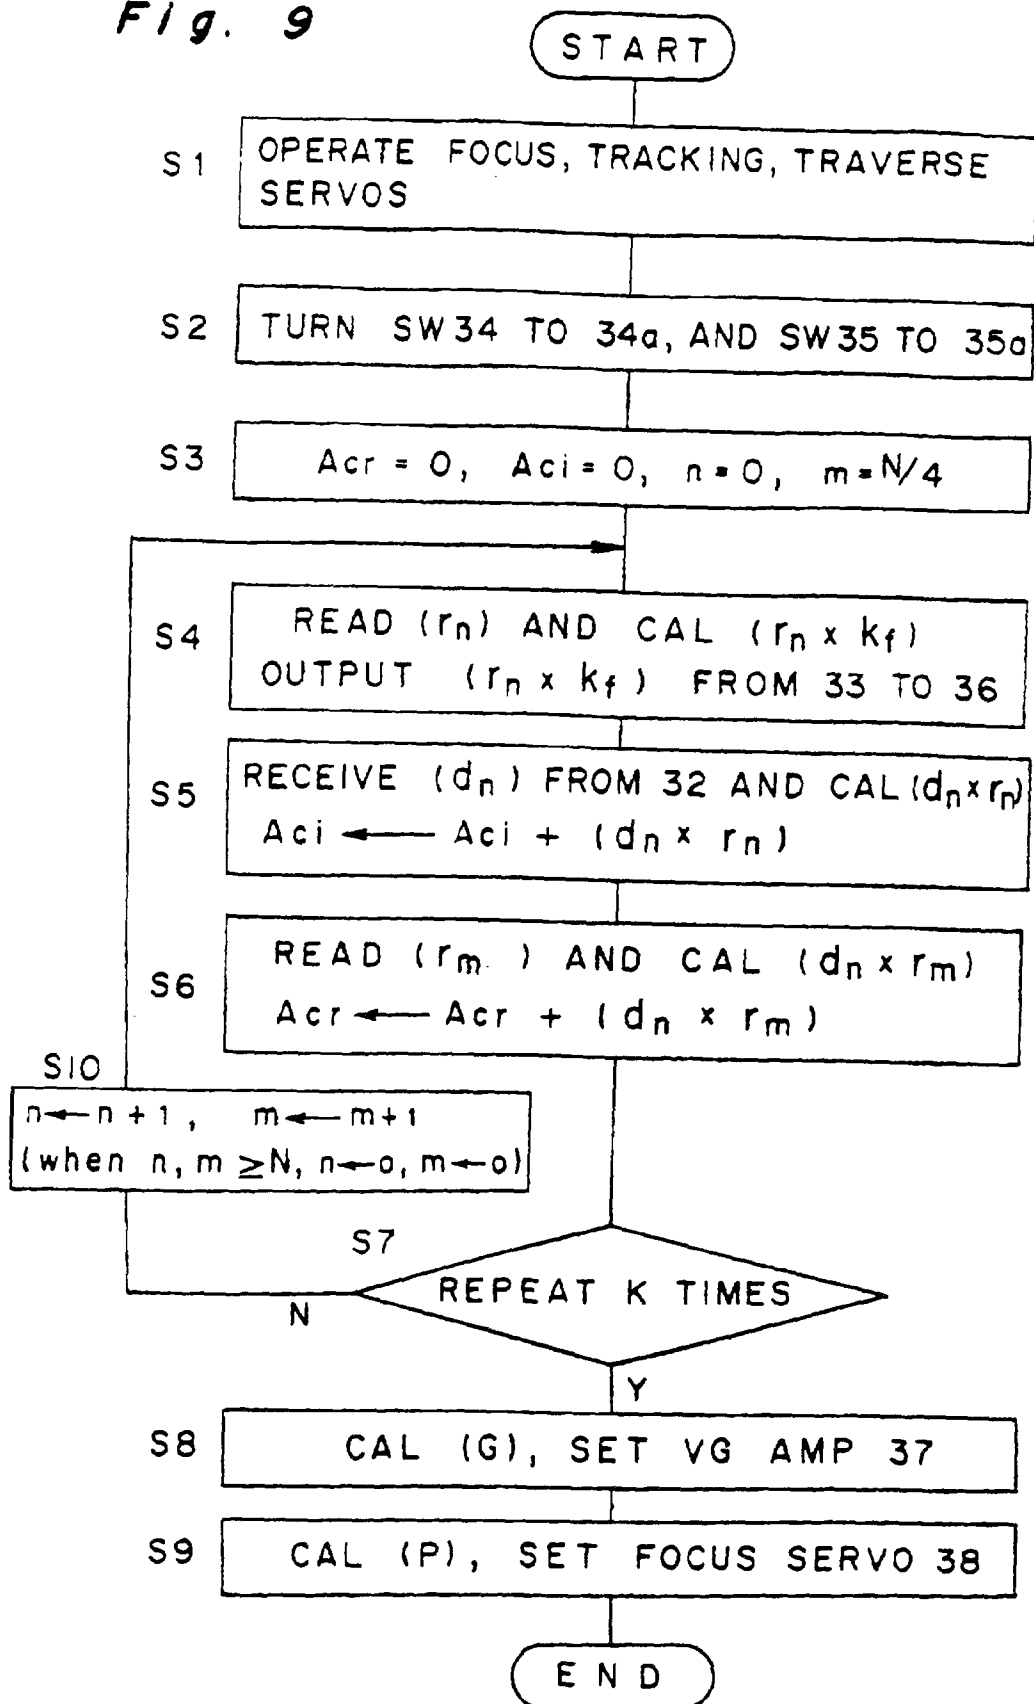 Fig. 9
START
S1
OPERATE FOCUS, TRACKING, TRAVERSE
SERVOS
S2
TURN SW34 TO 34a, AND SW35 TO 35a
S3
Acr = 0, Aci = 0, n = 0, m = N/4
S4
READ (rn) AND CAL (rn x kf)
OUTPUT (rn x kf) FROM 33 TO 36
S5
RECEIVE (dn) FROM 32 AND CAL (dn x rn)
Aci ← Aci + (dn x rn)
S6
READ (rm) AND CAL (dn x rm)
Acr ← Acr + (dn x rm)
S10
n←n+1, m←m+1
(when n, m ≥N, n←o, m←o)
S7
REPEAT K TIMES
N
Y
S8
CAL (G), SET VG AMP 37
S9
CAL (P), SET FOCUS SERVO 38
END